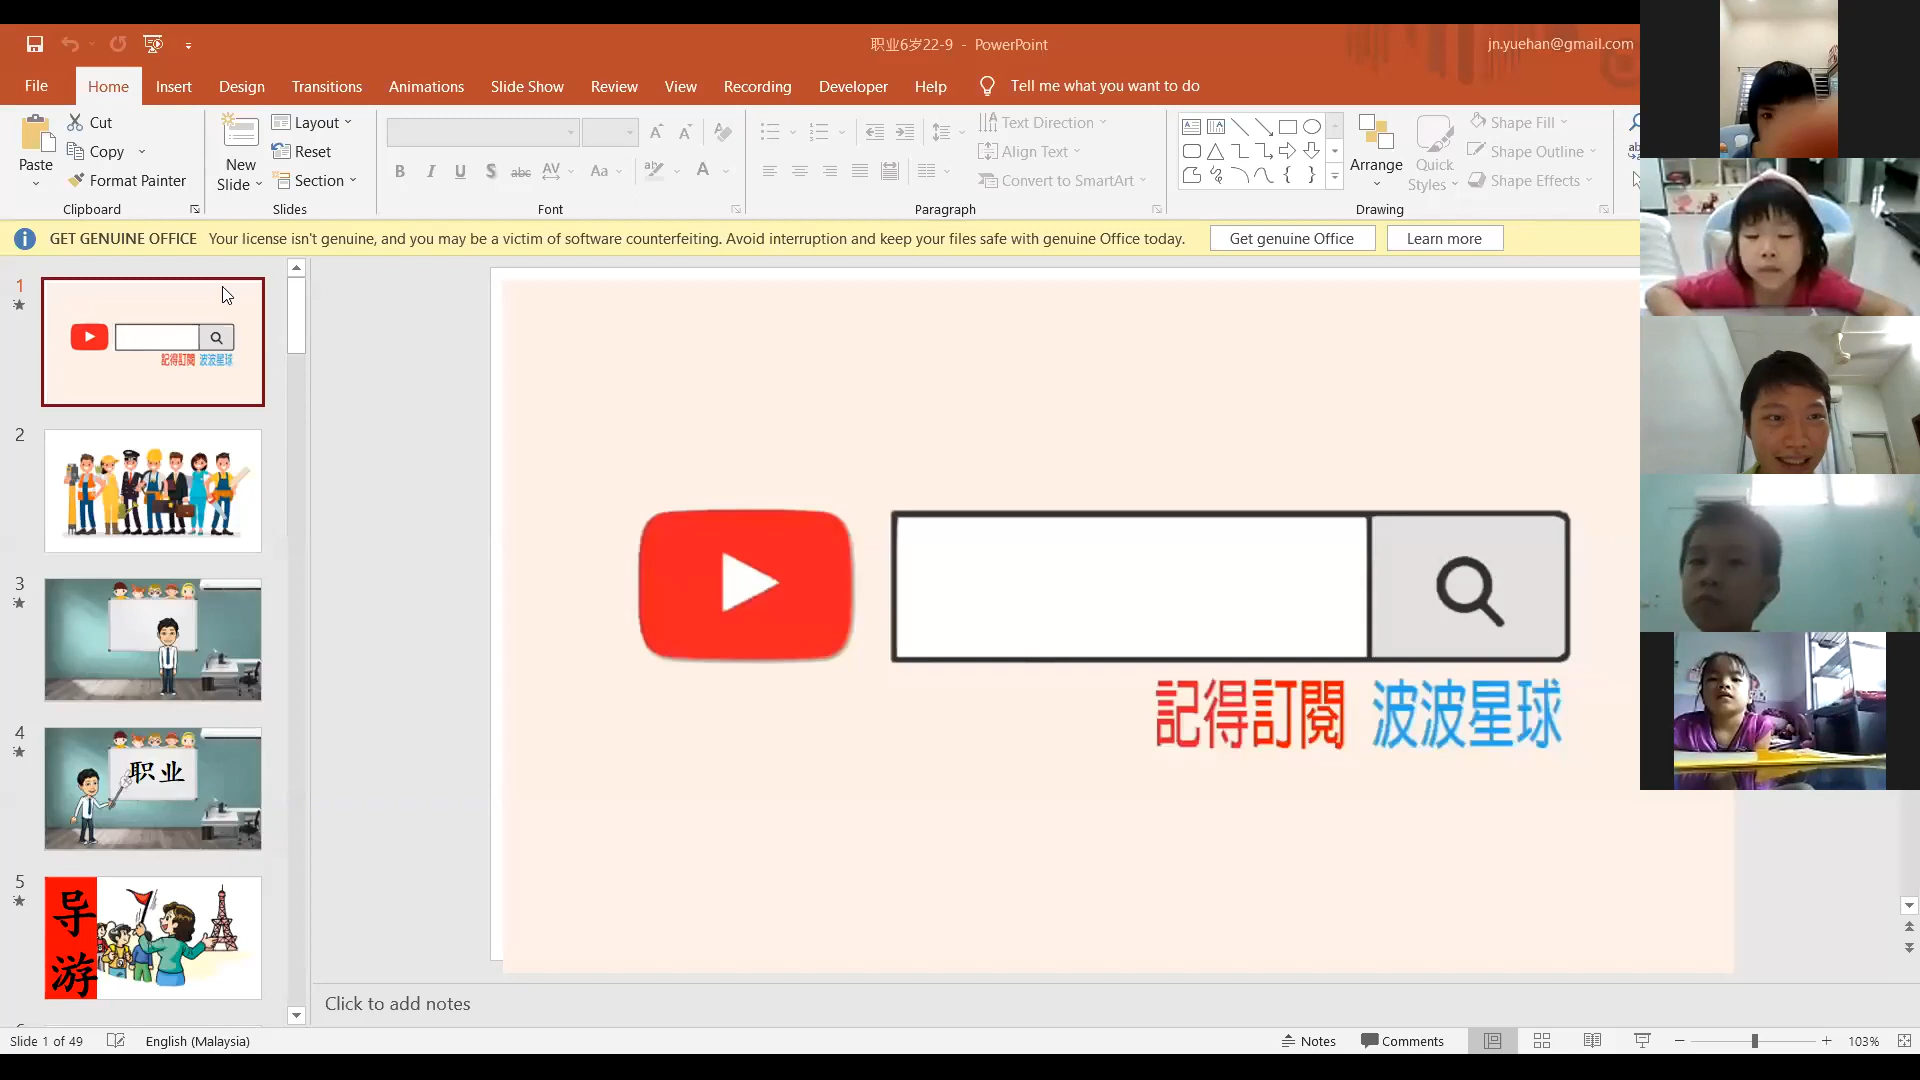 职业6岁22-9 - PowerPoint
jn.yuehan@gmail.com
File Home Insert Design Transitions Animations Slide Show Review View Recording Developer Help Tell me what you want to do
Paste
Cut
Copy
Format Painter
Clipboard
New Slide
Layout
Reset
Section
Slides
B I U S abc AV Aa A
Font
Text Direction
Align Text
Convert to SmartArt
Paragraph
Arrange
Quick Styles
Shape Fill
Shape Outline
Shape Effects
Drawing
GET GENUINE OFFICE Your license isn't genuine, and you may be a victim of software counterfeiting. Avoid interruption and keep your files safe with genuine Office today. Get genuine Office Learn more
1
記得訂閱 波波星球
2
3
4
职业
5
导游
記得訂閱 波波星球
Click to add notes
Slide 1 of 49 English (Malaysia) Notes Comments 103%